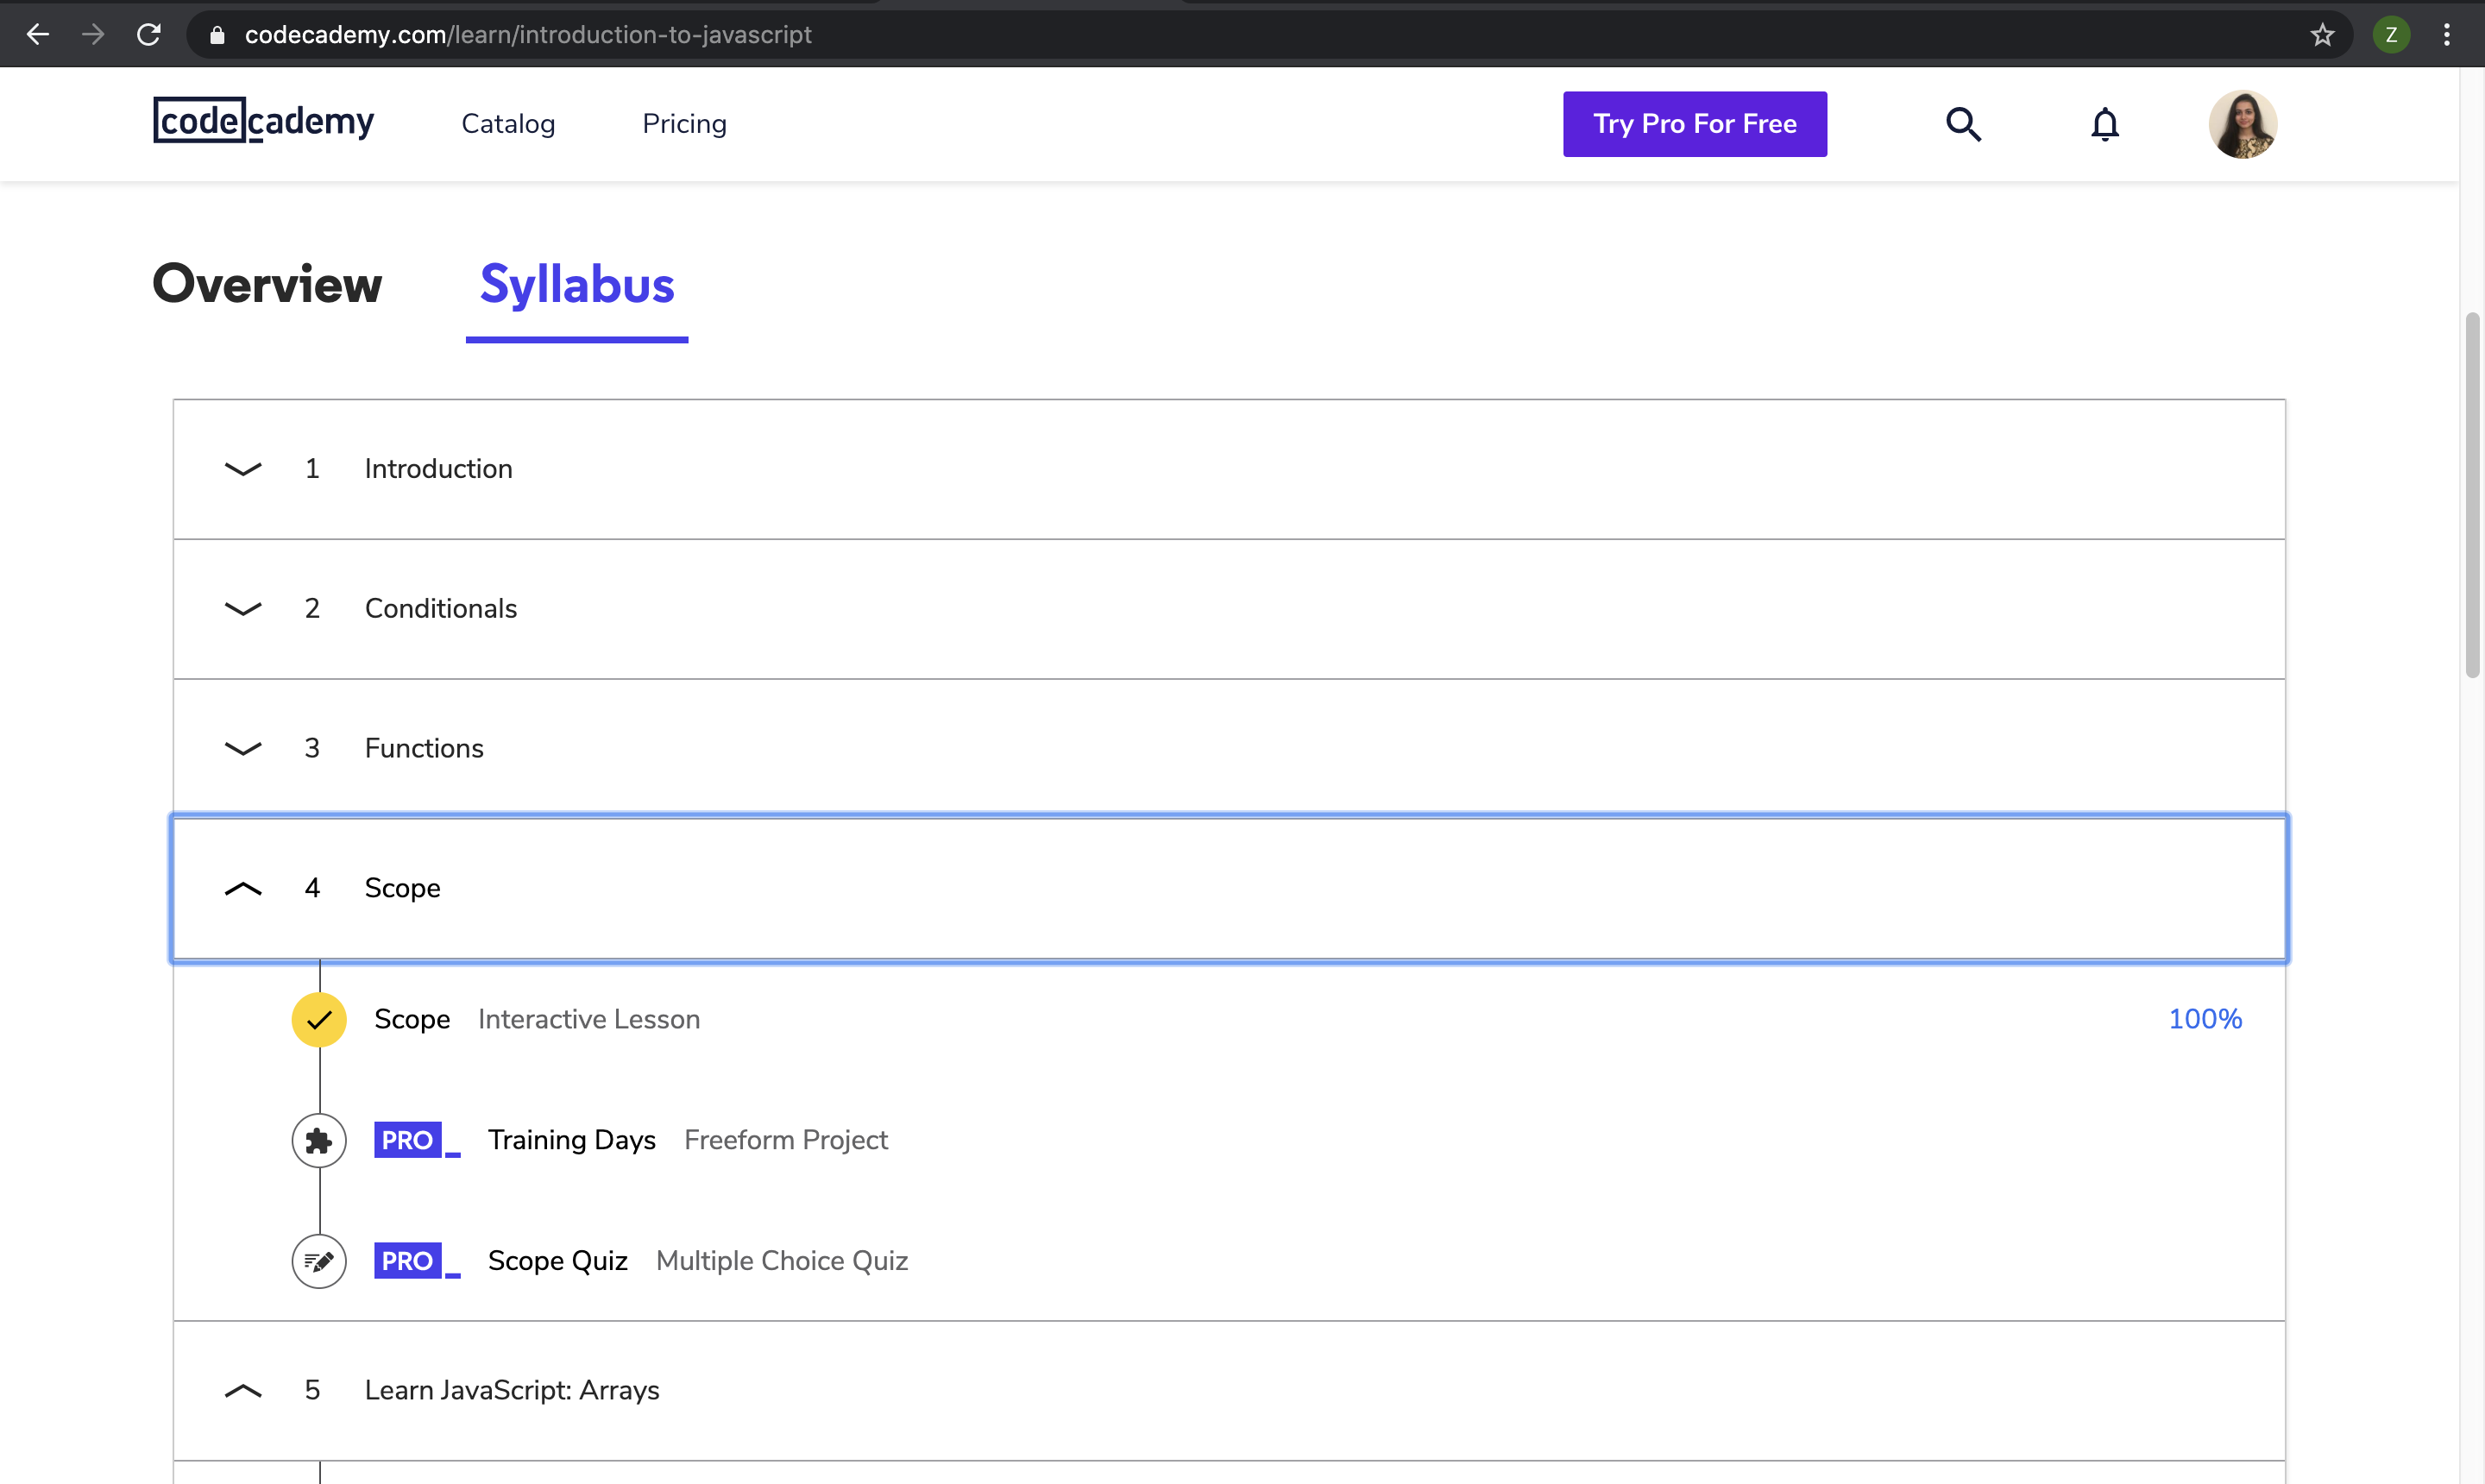 codecademy.com/learn/introduction-to-javascript
Z
codecademy Catalog Pricing Try Pro For Free
Overview Syllabus
1 Introduction
2 Conditionals
3 Functions
4 Scope
Scope Interactive Lesson 100%
PRO_ Training Days Freeform Project
PRO_ Scope Quiz Multiple Choice Quiz
5 Learn JavaScript: Arrays